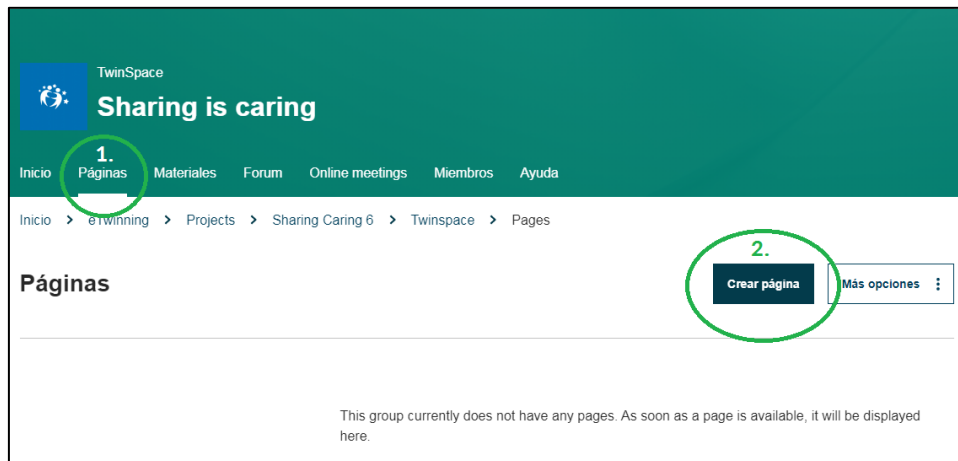 TwinSpace
Sharing is caring
1.
Inicio Páginas Materiales Forum Online meetings Miembros Ayuda
Inicio > eTwinning > Projects > Sharing Caring 6 > Twinspace > Pages
2.
Páginas Crear página Más opciones
This group currently does not have any pages. As soon as a page is available, it will be displayed
here.